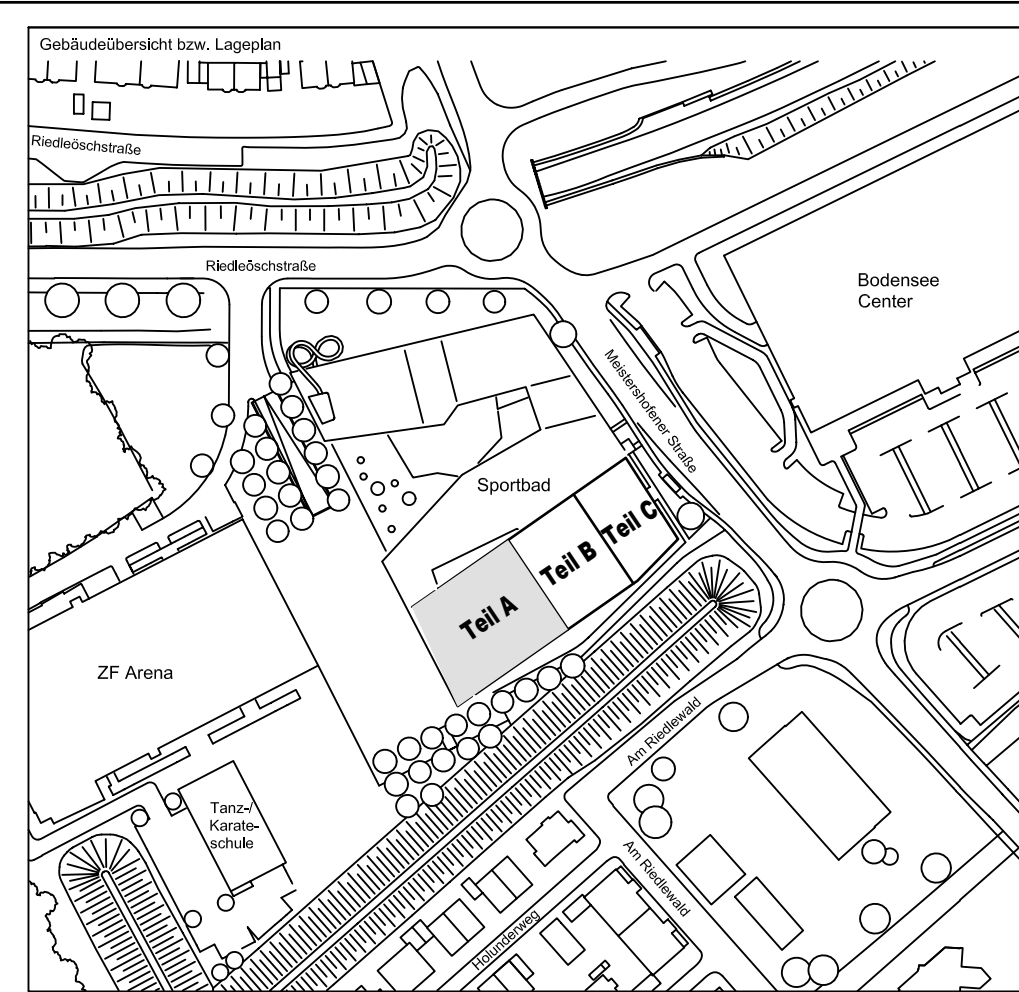 Gebäudeübersicht bzw. Lageplan
Riedleöschstraße
Riedleöschstraße
Bodensee
Center
Meistershofener Straße
Sportbad
Teil C
Teil B
Teil A
ZF Arena
Am Riedlewald
Tanz-/
Karate-
schule
Am Riedlewald
Holunderweg